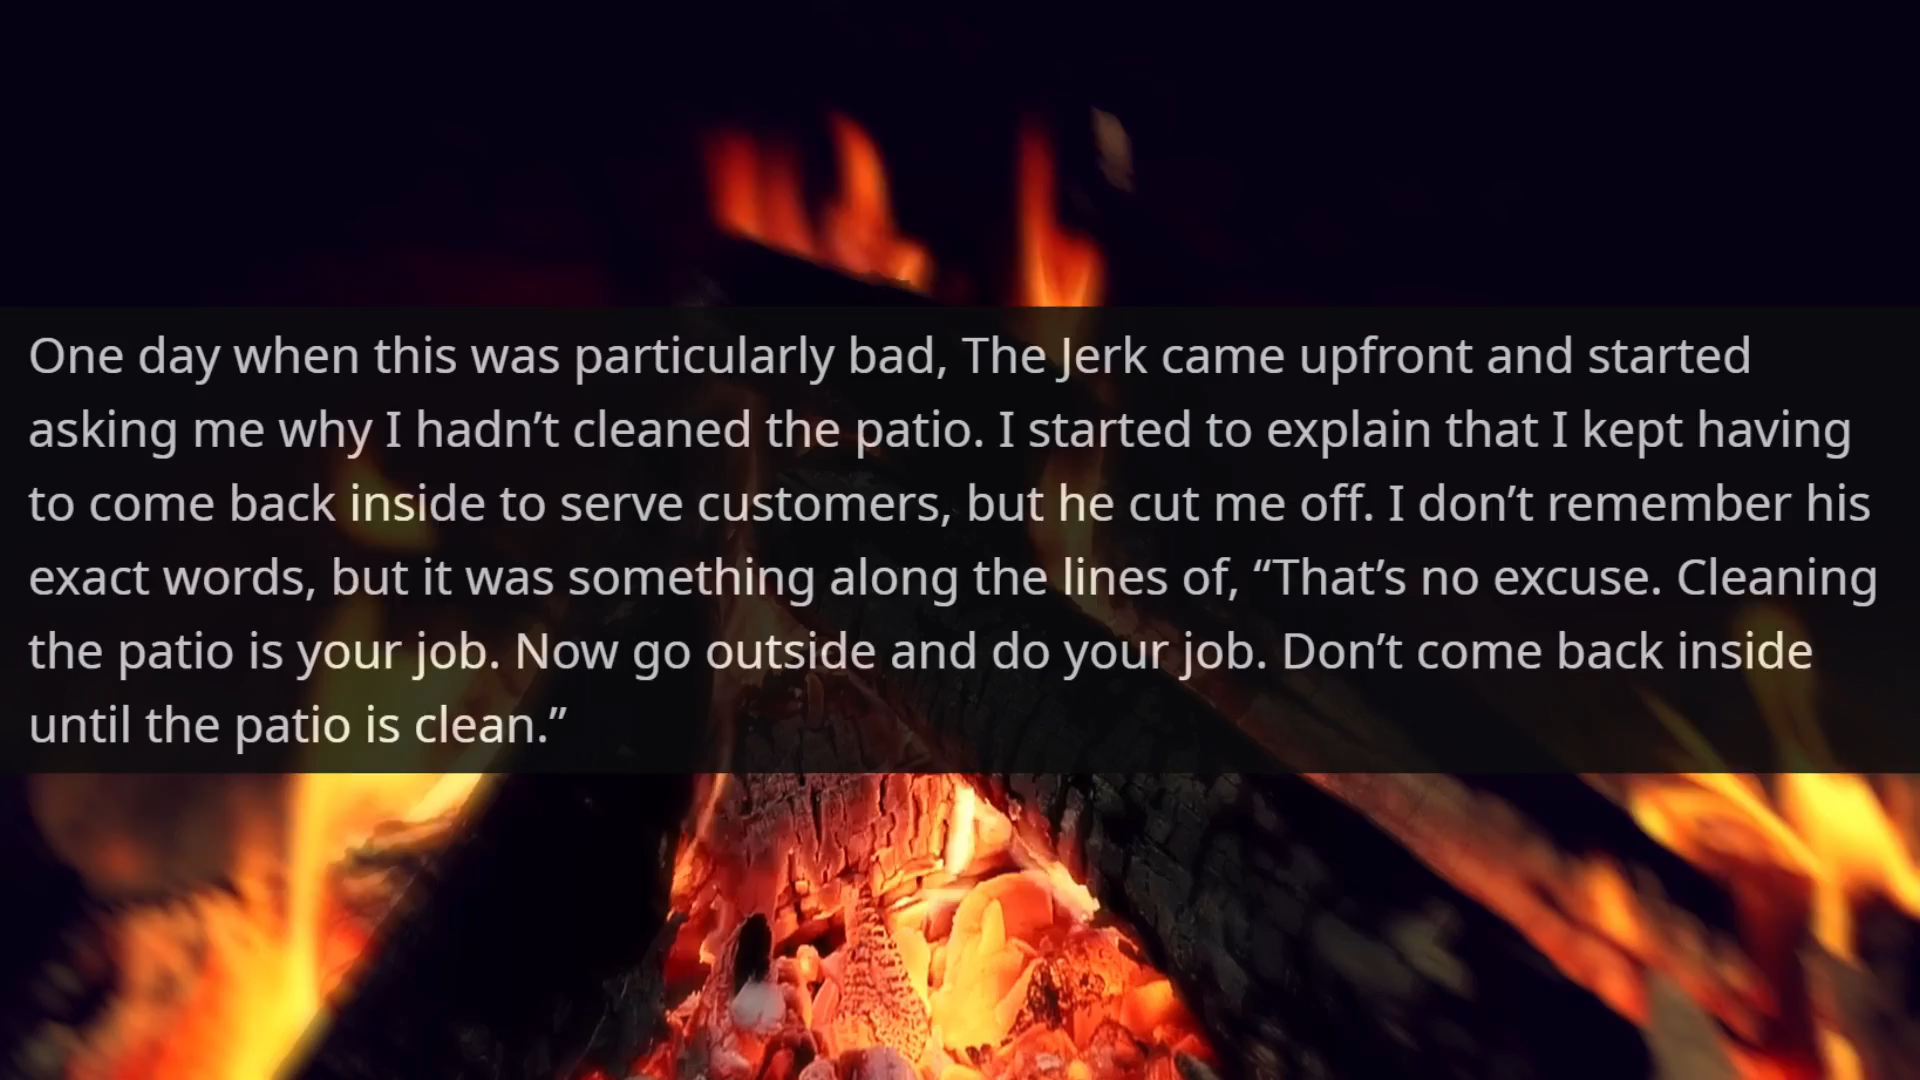 One day when this was particularly bad, The Jerk came upfront and started
asking me why I hadn’t cleaned the patio. I started to explain that I kept having
to come back inside to serve customers, but he cut me off. I don’t remember his
exact words, but it was something along the lines of, “That’s no excuse. Cleaning
the patio is your job. Now go outside and do your job. Don’t come back inside
until the patio is clean.”